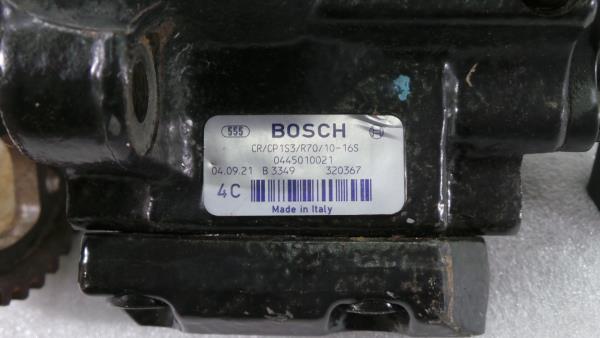 555 BOSCH
CR/CP1S3/R70/10-16S
0445010021
04.09.21 B 3349 320367
4C
Made in Italy